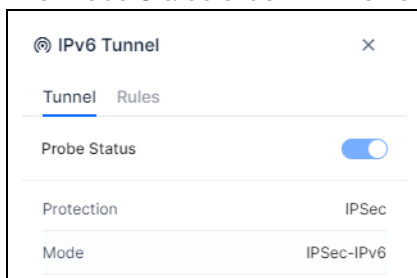 IPv6 Tunnel
Tunnel Rules
Probe Status
Protection IPSec
Mode IPSec-IPv6